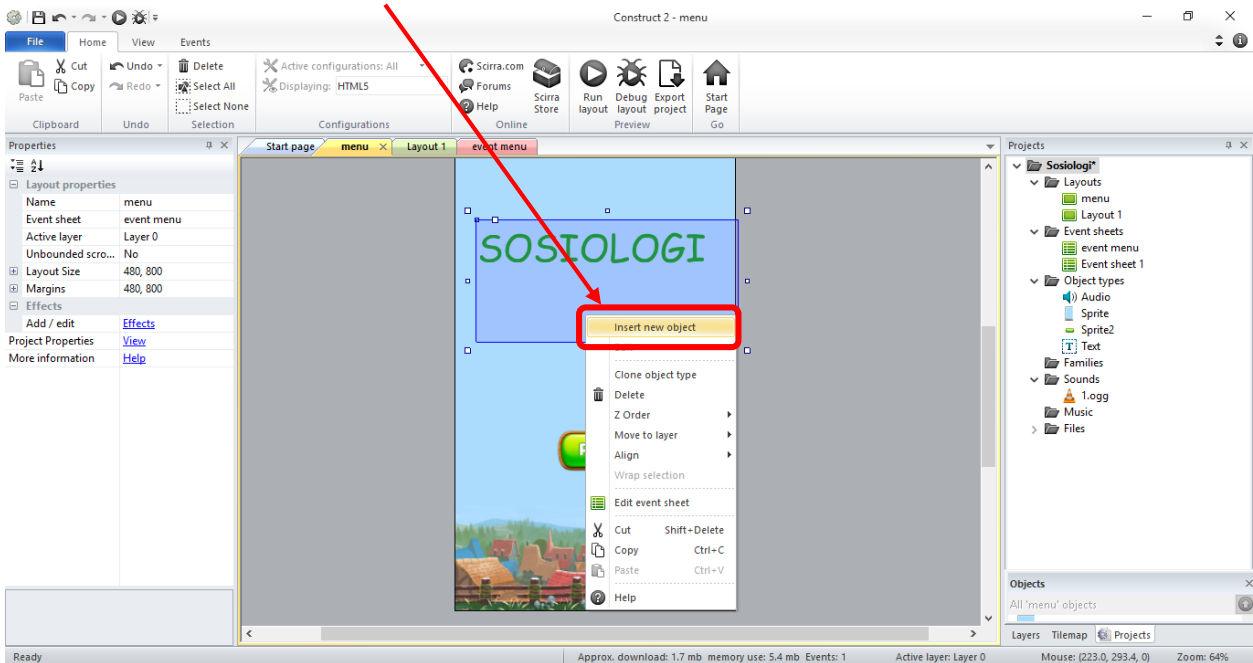 Construct 2 - menu
File Home View Events
Paste
Cut
Copy
Clipboard
Undo
Redo
Undo
Delete
Select All
Select None
Selection
Active configurations: All
Displaying: HTML5
Configurations
Scirra.com
Forums
Help
Scirra Store
Online
Run layout
Debug layout
Export project
Preview
Start Page
Go
Properties
Layout properties
Name menu
Event sheet event menu
Active layer Layer 0
Unbounded scro... No
Layout Size 480, 800
Margins 480, 800
Effects
Add / edit Effects
Project Properties View
More information Help
Start page menu Layout 1 event menu
SOSIOLOGI
Insert new object
Clone object type
Delete
Z Order
Move to layer
Align
Wrap selection
Edit event sheet
Cut Shift+Delete
Copy Ctrl+C
Paste Ctrl+V
Help
Projects
Sosiologi*
Layouts
menu
Layout 1
Event sheets
event menu
Event sheet 1
Object types
Audio
Sprite
Sprite2
T Text
Families
Sounds
1.ogg
Music
Files
Objects
All 'menu' objects
Layers Tilemap Projects
Ready
Approx. download: 1.7 mb memory use: 5.4 mb Events: 1 Active layer: Layer 0 Mouse: (223.0, 293.4, 0) Zoom: 64%